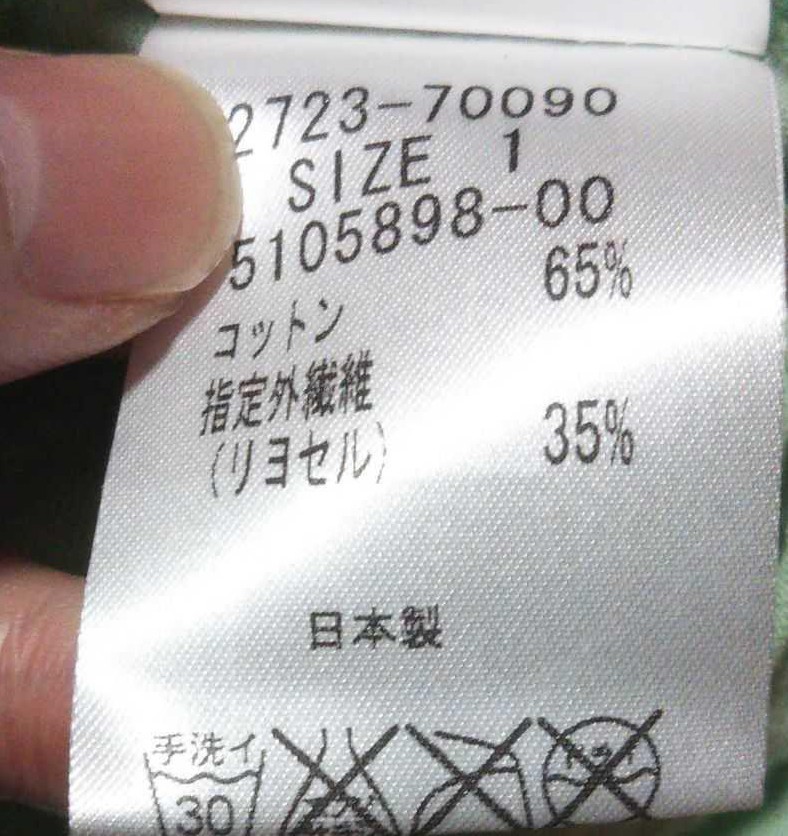 2723-70090
SIZE 1
5105898-00
コットン 65%
指定外繊維
(リヨセル) 35%
日本製
手洗イ
30